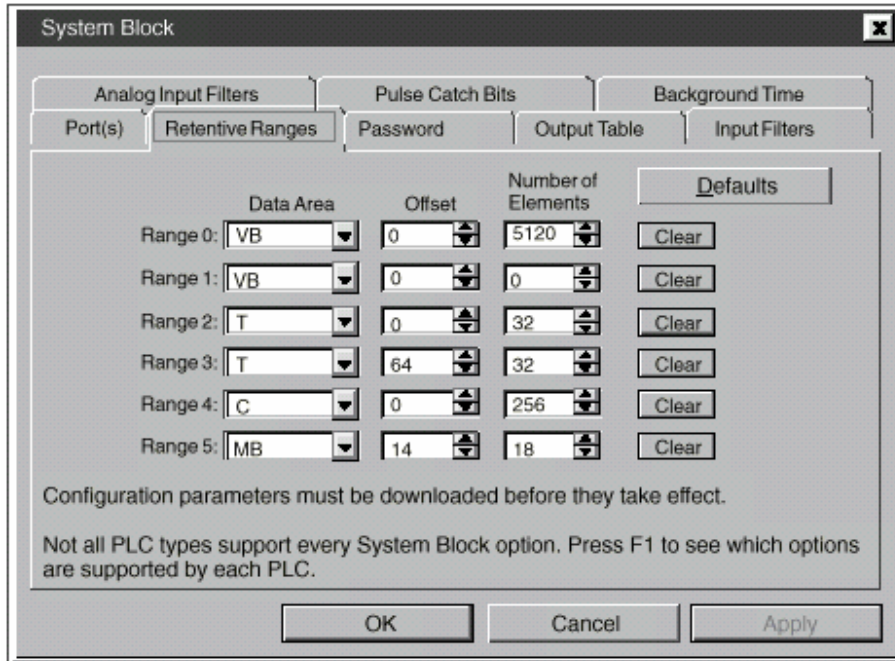 System Block
Analog Input Filters Pulse Catch Bits Background Time
Port(s) Retentive Ranges Password Output Table Input Filters
Data Area Offset Number of Elements Defaults
Range 0: VB 0 5120 Clear
Range 1: VB 0 0 Clear
Range 2: T 0 32 Clear
Range 3: T 64 32 Clear
Range 4: C 0 256 Clear
Range 5: MB 14 18 Clear
Configuration parameters must be downloaded before they take effect.
Not all PLC types support every System Block option. Press F1 to see which options
are supported by each PLC.
OK Cancel Apply